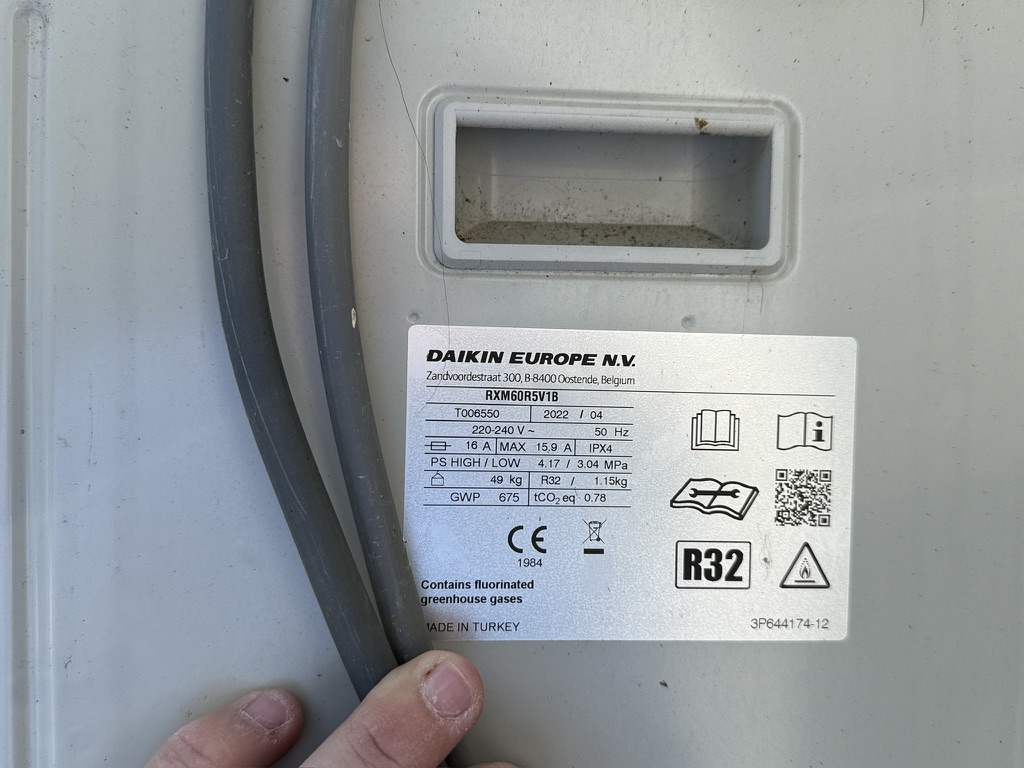 DAIKIN EUROPE N.V.
Zandvoordestraat 300, B-8400 Oostende, Belgium
RXM60R5V1B
T006550 2022 / 04
220-240 V ~ 50 Hz
16 A MAX 15.9 A IPX4
PS HIGH / LOW 4.17 / 3.04 MPa
49 kg R32 / 1.15kg
GWP 675 tCO₂ eq 0.78
CE
1984
R32
Contains fluorinated
greenhouse gases
MADE IN TURKEY
3P644174-12